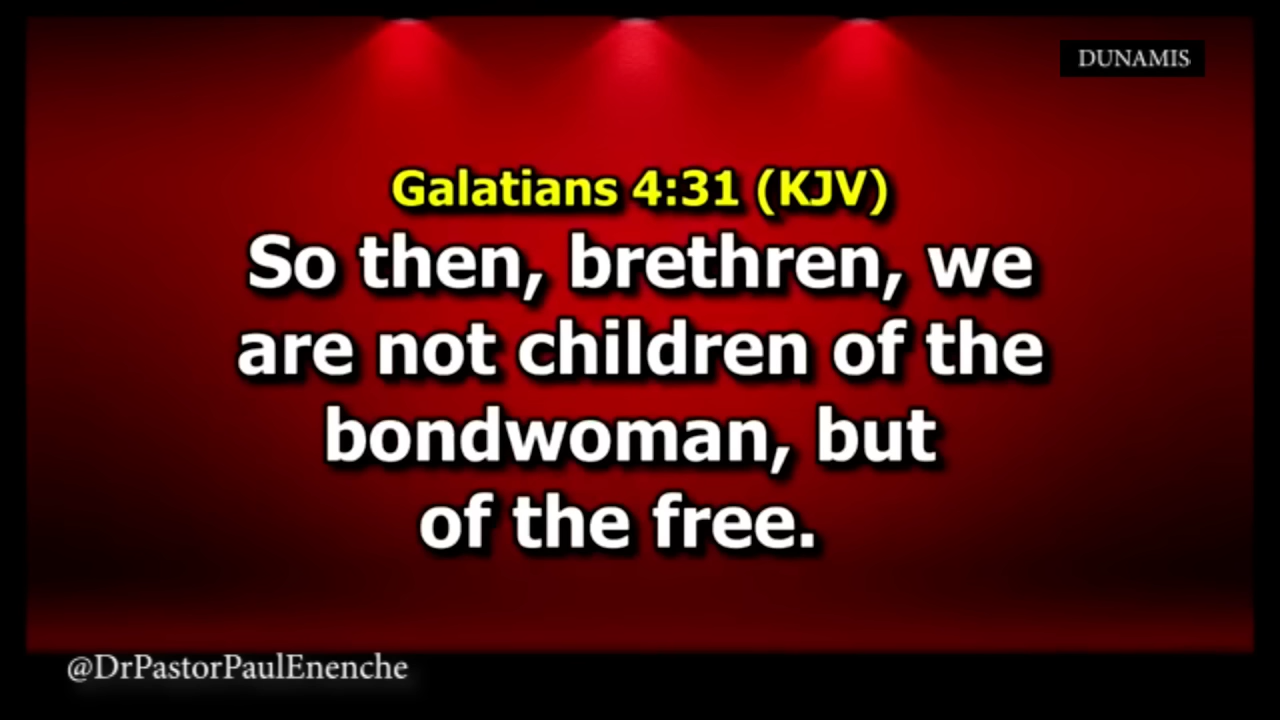 DUNAMIS
Galatians 4:31 (KJV)
So then, brethren, we
are not children of the
bondwoman, but
of the free.
@DrPastorPaulEnenche